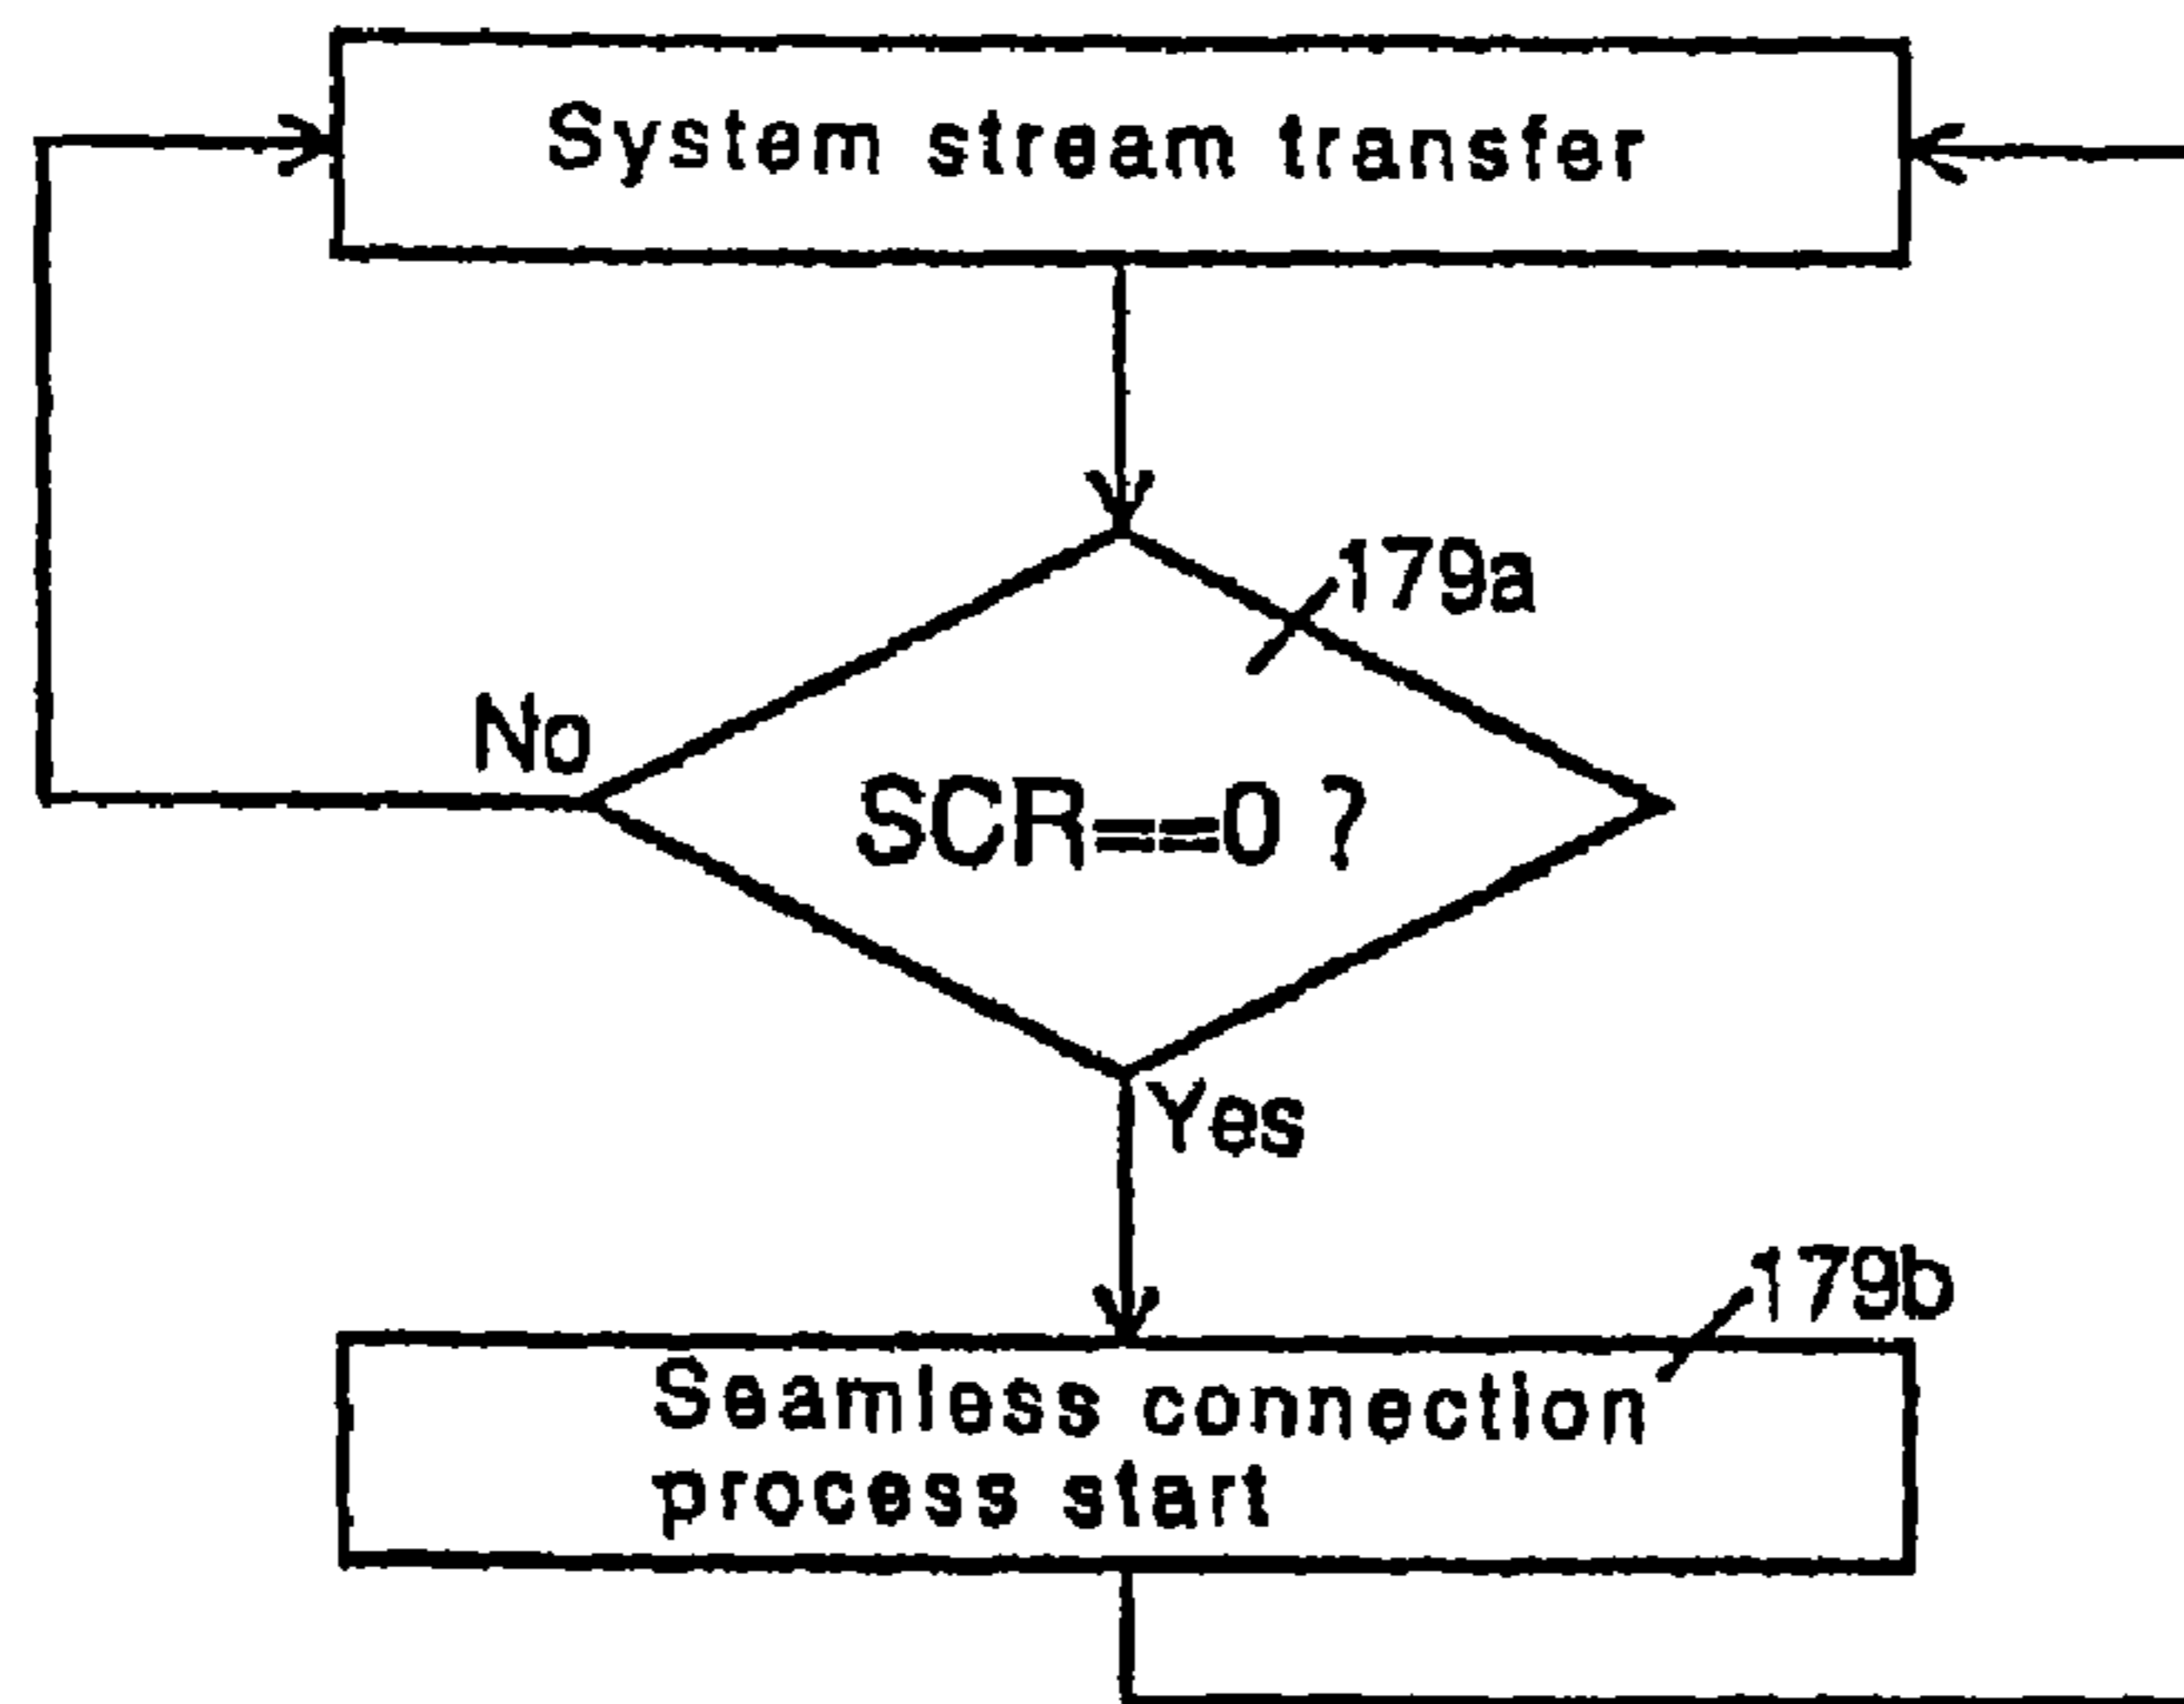 System stream transfer
179a
No
SCR==0 ?
Yes
179b
Seamless connection
process start